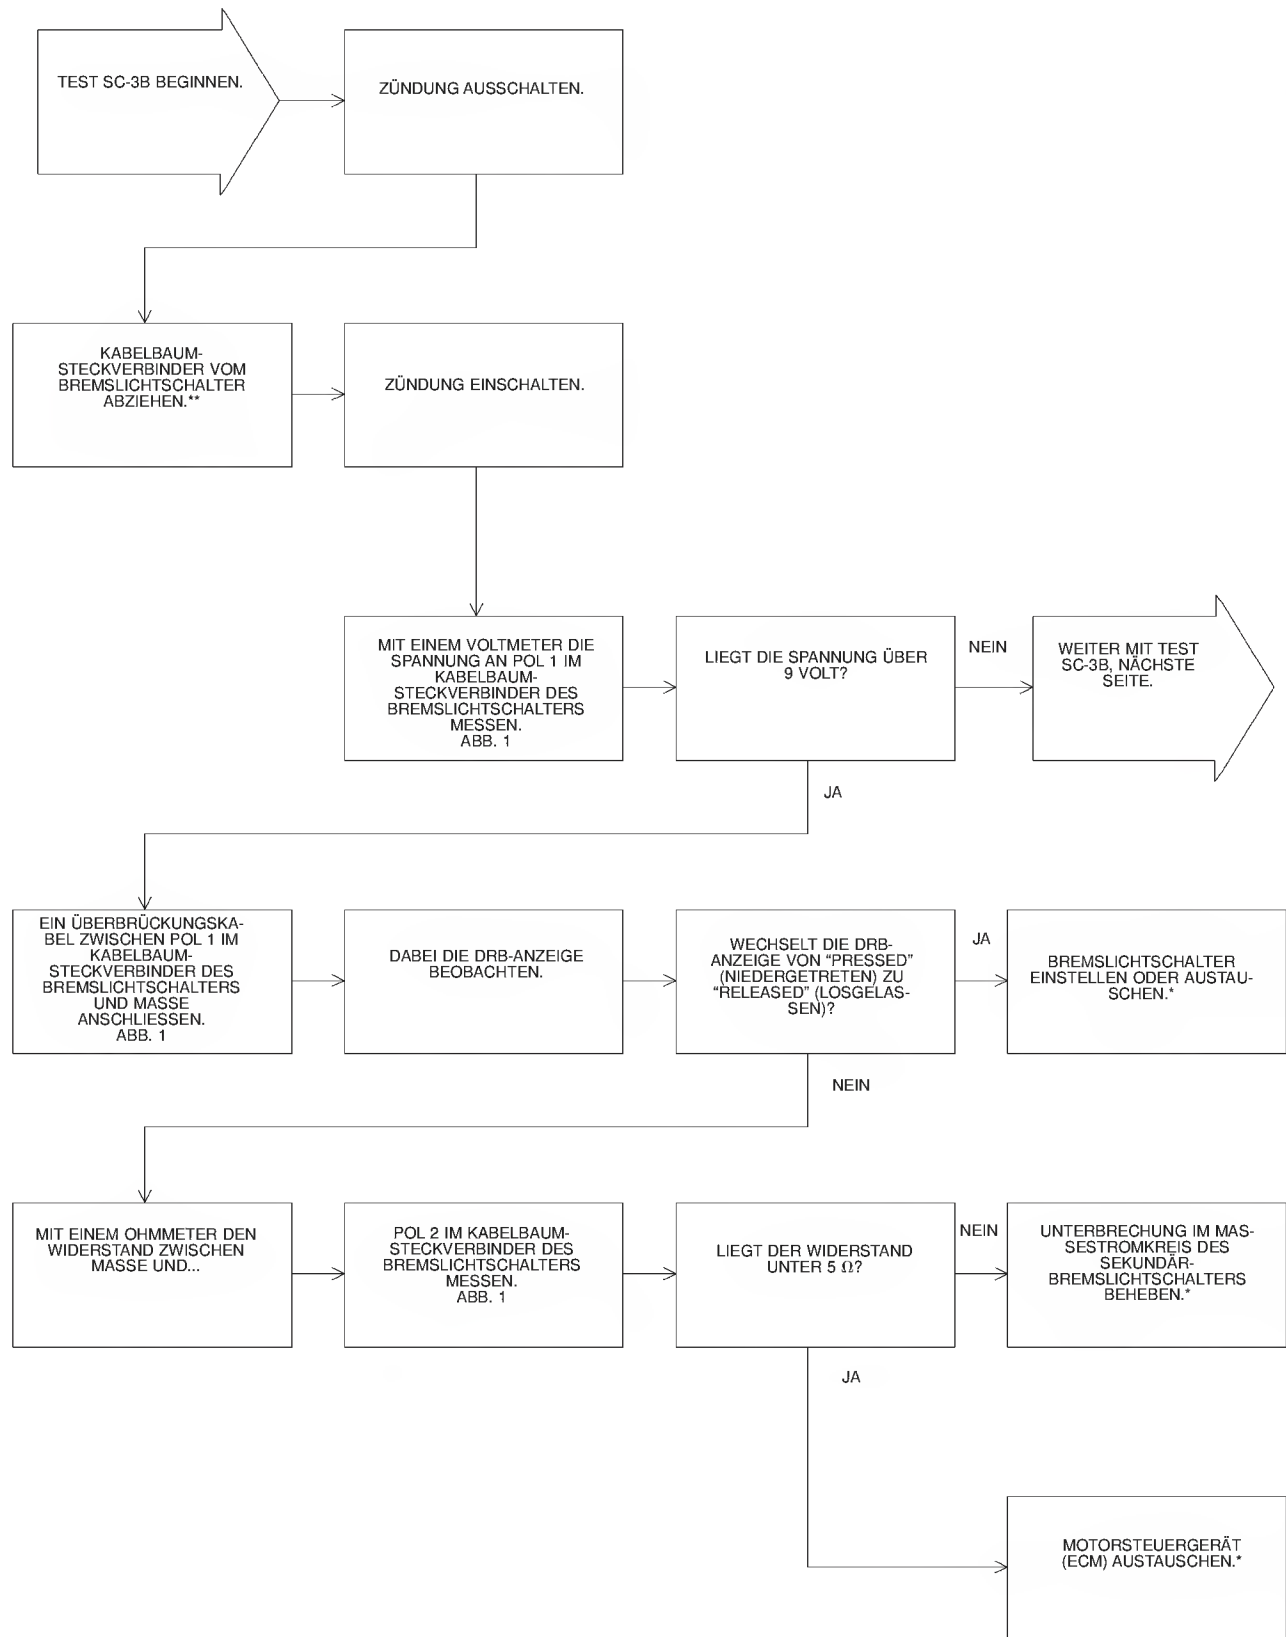 TEST SC-3B BEGINNEN.
ZÜNDUNG AUSSCHALTEN.
KABELBAUM-
STECKVERBINDER VOM
BREMSLICHTSCHALTER
ABZIEHEN.**
ZÜNDUNG EINSCHALTEN.
MIT EINEM VOLTMETER DIE
SPANNUNG AN POL 1 IM
KABELBAUM-
STECKVERBINDER DES
BREMSLICHTSCHALTERS
MESSEN.
ABB. 1
LIEGT DIE SPANNUNG ÜBER
9 VOLT?
NEIN
WEITER MIT TEST
SC-3B, NÄCHSTE
SEITE.
JA
EIN ÜBERBRÜCKUNGSKA-
BEL ZWISCHEN POL 1 IM
KABELBAUM-
STECKVERBINDER DES
BREMSLICHTSCHALTERS
UND MASSE
ANSCHLIESSEN.
ABB. 1
DABEI DIE DRB-ANZEIGE
BEOBACHTEN.
WECHSELT DIE DRB-
ANZEIGE VON “PRESSED”
(NIEDERGETRETEN) ZU
“RELEASED” (LOSGELAS-
SEN)?
JA
BREMSLICHTSCHALTER
EINSTELLEN ODER AUSTAU-
SCHEN.*
NEIN
MIT EINEM OHMMETER DEN
WIDERSTAND ZWISCHEN
MASSE UND...
POL 2 IM KABELBAUM-
STECKVERBINDER DES
BREMSLICHTSCHALTERS
MESSEN.
ABB. 1
LIEGT DER WIDERSTAND
UNTER 5 Ω?
NEIN
UNTERBRECHUNG IM MAS-
SESTROMKREIS DES
SEKUNDÄR-
BREMSLICHTSCHALTERS
BEHEBEN.*
JA
MOTORSTEUERGERÄT
(ECM) AUSTAUSCHEN.*